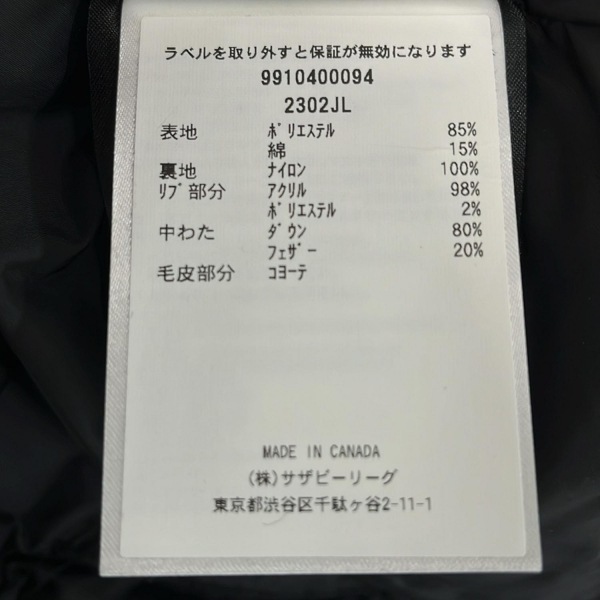 ラベルを取り外すと保証が無効になります
9910400094
2302JL
表地 ﾎﾟﾘｴｽﾃﾙ 85%
綿 15%
裏地 ﾅｲﾛﾝ 100%
ﾘﾌﾞ部分 ｱｸﾘﾙ 98%
ﾎﾟﾘｴｽﾃﾙ 2%
中わた ﾀﾞｳﾝ 80%
ﾌｪｻﾞｰ 20%
毛皮部分 ｺﾖｰﾃ
MADE IN CANADA
(株)サザビーリーグ
東京都渋谷区千駄ヶ谷2-11-1